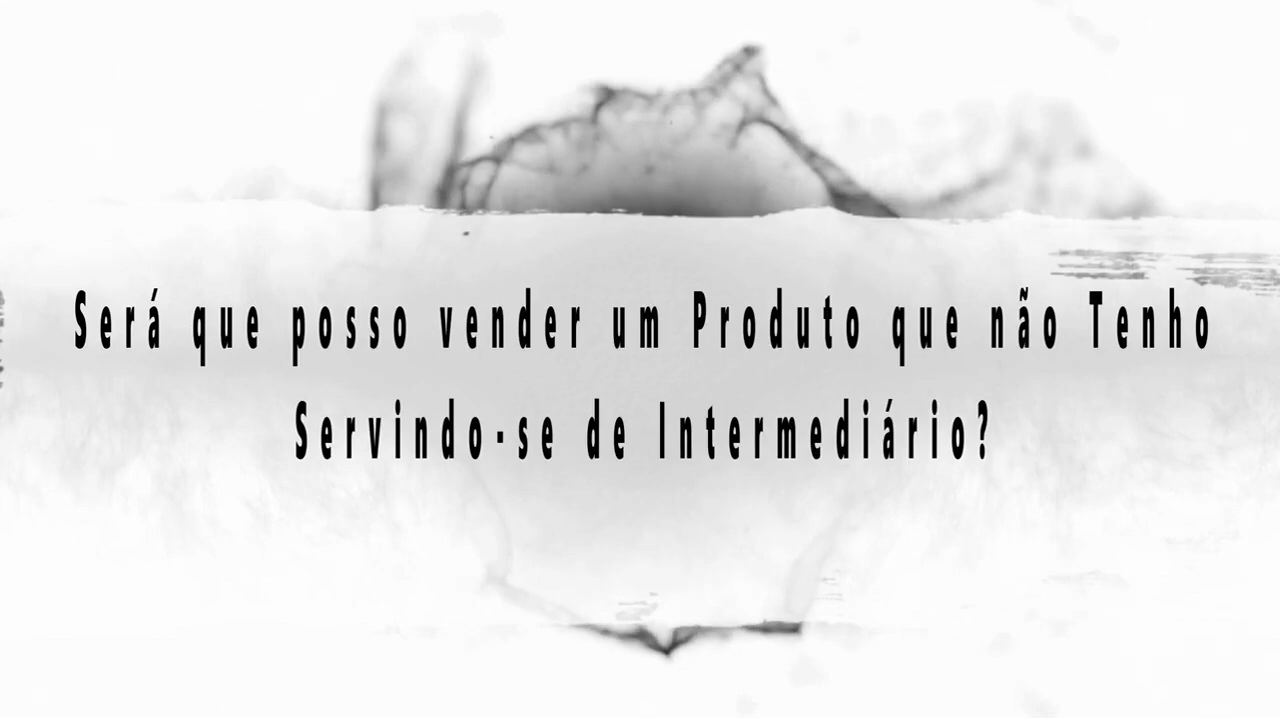 Será que posso vender um Produto que não Tenho
Servindo-se de Intermediário?